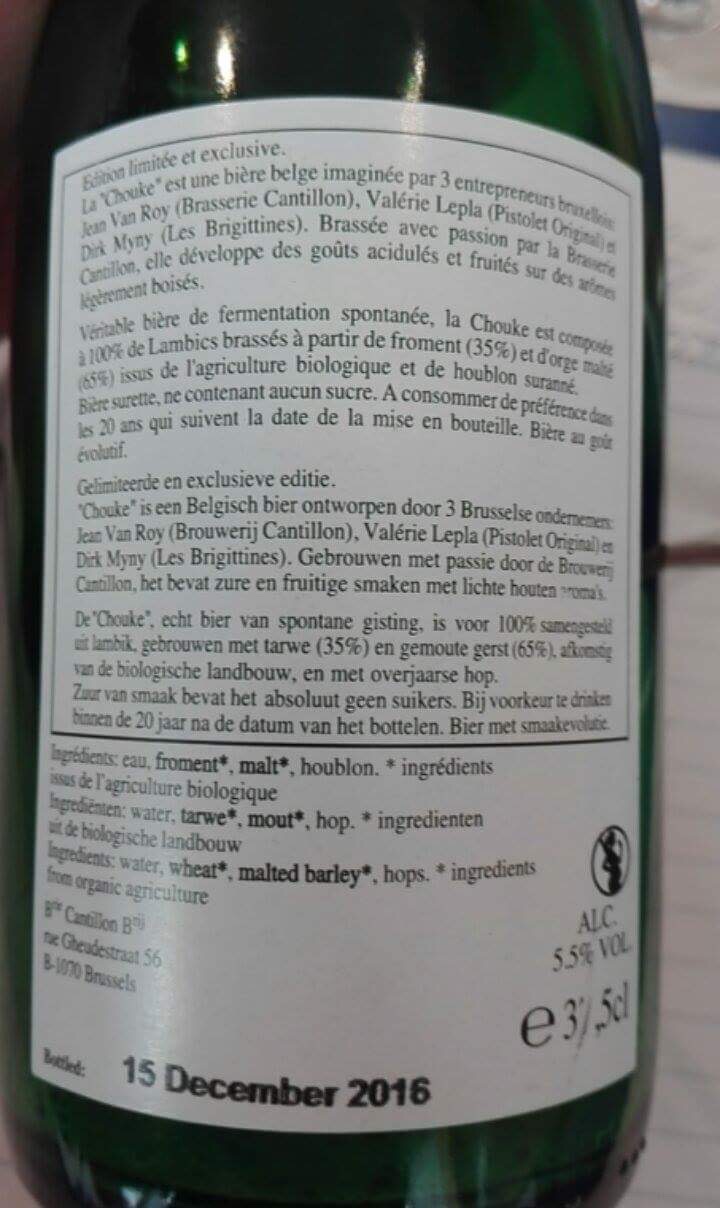 Edition limitée et exclusive.
La "Chouke" est une bière belge imaginée par 3 entrepreneurs bruxellois:
Jean Van Roy (Brasserie Cantillon), Valérie Lepla (Pistolet Original) et
Dirk Myny (Les Brigittines). Brassée avec passion par la Brasserie
Cantillon, elle développe des goûts acidulés et fruités sur des arômes
légèrement boisés.
Véritable bière de fermentation spontanée, la Chouke est composée
à 100% de Lambics brassés à partir de froment (35%) et d'orge malté
(65%) issus de l'agriculture biologique et de houblon suranné.
Bière surette, ne contenant aucun sucre. A consommer de préférence dans
les 20 ans qui suivent la date de la mise en bouteille. Bière au goût
évolutif.
Gelimiteerde en exclusieve editie.
"Chouke" is een Belgisch bier ontworpen door 3 Brusselse ondernemers:
Jean Van Roy (Brouwerij Cantillon), Valérie Lepla (Pistolet Original) en
Dirk Myny (Les Brigittines). Gebrouwen met passie door de Brouwerij
Cantillon, het bevat zure en fruitige smaken met lichte houten aroma's.
De "Chouke", echt bier van spontane gisting, is voor 100% samengesteld
uit lambik, gebrouwen met tarwe (35%) en gemoute gerst (65%), afkomstig
van de biologische landbouw, en met overjaarse hop.
Zuur van smaak bevat het absoluut geen suikers. Bij voorkeur te drinken
binnen de 20 jaar na de datum van het bottelen. Bier met smaakevolutie.
Ingrédients: eau, froment*, malt*, houblon. * ingrédients
issus de l'agriculture biologique
Ingrediënten: water, tarwe*, mout*, hop. * ingredienten
uit de biologische landbouw
Ingredients: water, wheat*, malted barley*, hops. * ingredients
from organic agriculture
Bie Cantillon Bij
rue Gheudestraat 56
B-1070 Brussels
ALC.
5.5% VOL.
e 37,5cl
Bottled: 15 December 2016